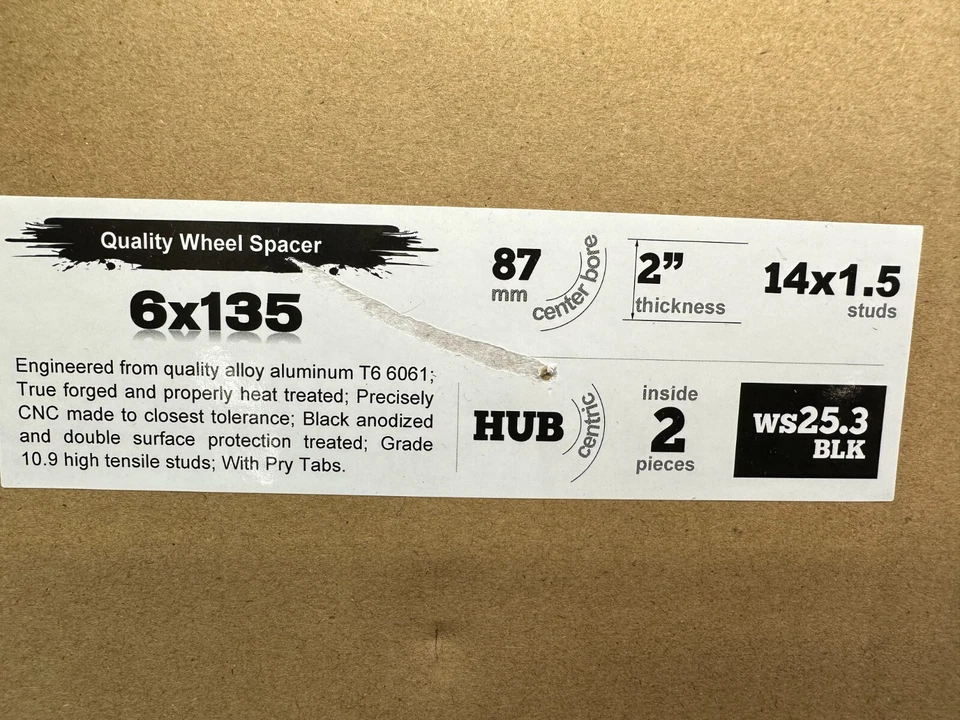 Quality Wheel Spacer
6x135
Engineered from quality alloy aluminum T6 6061;
True forged and properly heat treated; Precisely
CNC made to closest tolerance; Black anodized
and double surface protection treated; Grade
10.9 high tensile studs; With Pry Tabs.
87
mm
center bore
2”
thickness
14x1.5
studs
HUB
centric
inside
2
pieces
ws25.3
BLK